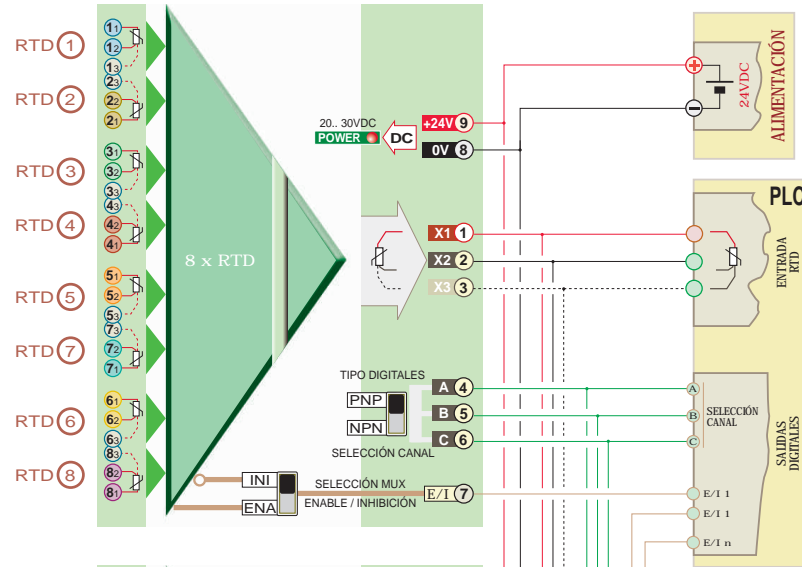 RTD 1
11
12
13
RTD 2
23
22
21
RTD 3
31
32
33
RTD 4
43
42
41
RTD 5
51
52
53
RTD 7
73
72
71
RTD 6
61
62
63
RTD 8
83
82
81
8 x RTD
20.. 30VDC
POWER
DC
+24V 9
0V 8
X1 1
X2 2
X3 3
TIPO DIGITALES
PNP
NPN
SELECCIÓN CANAL
A 4
B 5
C 6
INI
ENA
SELECCIÓN MUX
ENABLE / INHIBICIÓN
E/I 7
24VDC
ALIMENTACIÓN
PLC
ENTRADA
RTD
A
B
C
SELECCIÓN
CANAL
SALIDAS
DIGITALES
E/I 1
E/I 1
E/I n